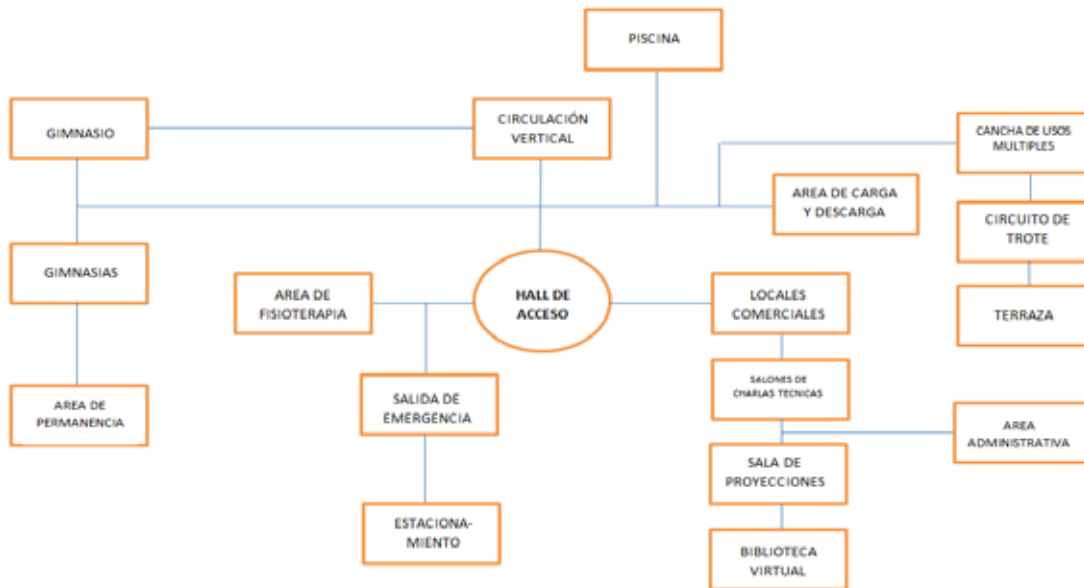 PISCINA
GIMNASIO
CIRCULACIÓN
VERTICAL
CANCHA DE USOS
MULTIPLES
AREA DE CARGA
Y DESCARGA
CIRCUITO DE
TROTE
GIMNASIAS
AREA DE
FISIOTERAPIA
HALL DE
ACCESO
LOCALES
COMERCIALES
TERRAZA
SALONES DE
CHARLAS TECNICAS
AREA DE
PERMANENCIA
SALIDA DE
EMERGENCIA
AREA
ADMINISTRATIVA
SALA DE
PROYECCIONES
ESTACIONA-
MIENTO
BIBLIOTECA
VIRTUAL